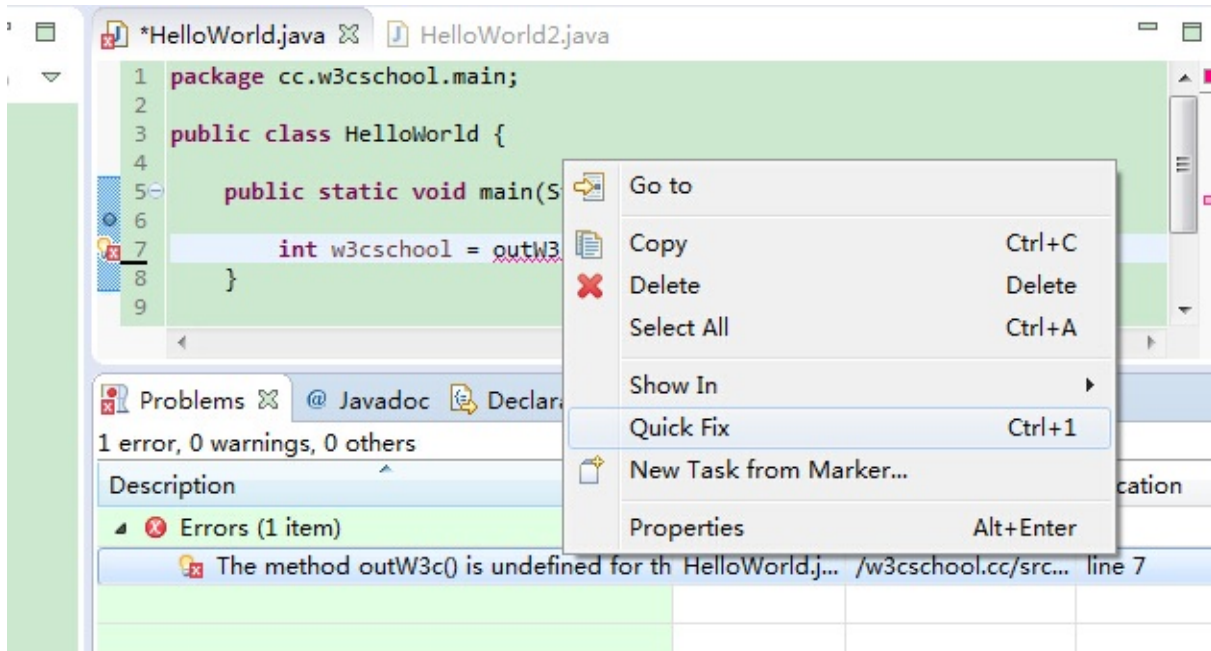 *HelloWorld.java HelloWorld2.java
1 package cc.w3cschool.main;
2
3 public class HelloWorld {
4
5 public static void main(S
6
7 int w3cschool = outW3
8 }
9
Go to
Copy Ctrl+C
Delete Delete
Select All Ctrl+A
Show In
Quick Fix Ctrl+1
New Task from Marker...
Properties Alt+Enter
Problems @ Javadoc Declar
1 error, 0 warnings, 0 others
Description cation
Errors (1 item)
The method outW3c() is undefined for th HelloWorld.j... /w3cschool.cc/src... line 7